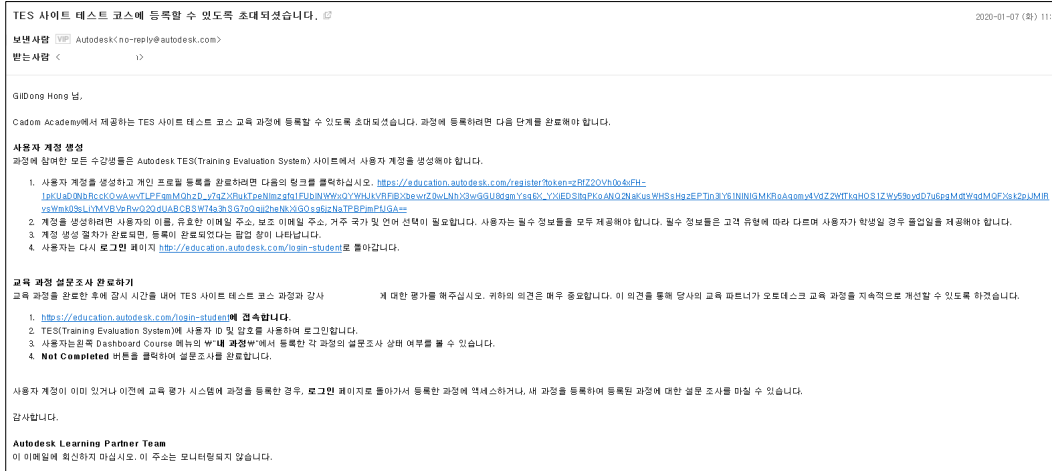 TES 사이트 테스트 코스에 등록할 수 있도록 초대되셨습니다.
2020-01-07 (화) 11:
보낸사람 VIP Autodesk<no-reply@autodesk.com>
받는사람 < n>
GilDong Hong 님,
Cadom Academy에서 제공하는 TES 사이트 테스트 코스 교육 과정에 등록할 수 있도록 초대되셨습니다. 과정에 등록하려면 다음 단계를 완료해야 합니다.
사용자 계정 생성
과정에 참여한 모든 수강생들은 Autodesk TES(Training Evaluation System) 사이트에서 사용자 계정을 생성해야 합니다.
1. 사용자 계정을 생성하고 개인 프로필 등록을 완료하려면 다음의 링크를 클릭하십시오.
2. 계정을 생성하려면 사용자의 이름, 유효한 이메일 주소, 보조 이메일 주소, 거주 국가 및 언어 선택이 필요합니다. 사용자는 필수 정보들을 모두 제공해야 합니다. 필수 정보들은 고객 유형에 따라 다르며 사용자가 학생일 경우 졸업일을 제공해야 합니다.
3. 계정 생성 절차가 완료되면, 등록이 완료되었다는 팝업 창이 나타납니다.
4. 사용자는 다시 로그인 페이지 http://education.autodesk.com/login-student로 돌아갑니다.
교육 과정 설문조사 완료하기
교육 과정을 완료한 후에 잠시 시간을 내어 TES 사이트 테스트 코스 과정과 강사 에 대한 평가를 해주십시오. 귀하의 의견은 매우 중요합니다. 이 의견을 통해 당사의 교육 파트너가 오토데스크 교육 과정을 지속적으로 개선할 수 있도록 하겠습니다.
1. https://education.autodesk.com/login-student에 접속합니다.
2. TES(Training Evaluation System)에 사용자 ID 및 암호를 사용하여 로그인합니다.
3. 사용자는왼쪽 Dashboard Course 메뉴의 ₩"내 과정₩"에서 등록한 각 과정의 설문조사 상태 여부를 볼 수 있습니다.
4. Not Completed 버튼을 클릭하여 설문조사를 완료합니다.
사용자 계정이 이미 있거나 이전에 교육 평가 시스템에 과정을 등록한 경우, 로그인 페이지로 돌아가서 등록한 과정에 액세스하거나, 새 과정을 등록하여 등록된 과정에 대한 설문 조사를 마칠 수 있습니다.
감사합니다.
Autodesk Learning Partner Team
이 이메일에 회신하지 마십시오. 이 주소는 모니터링되지 않습니다.